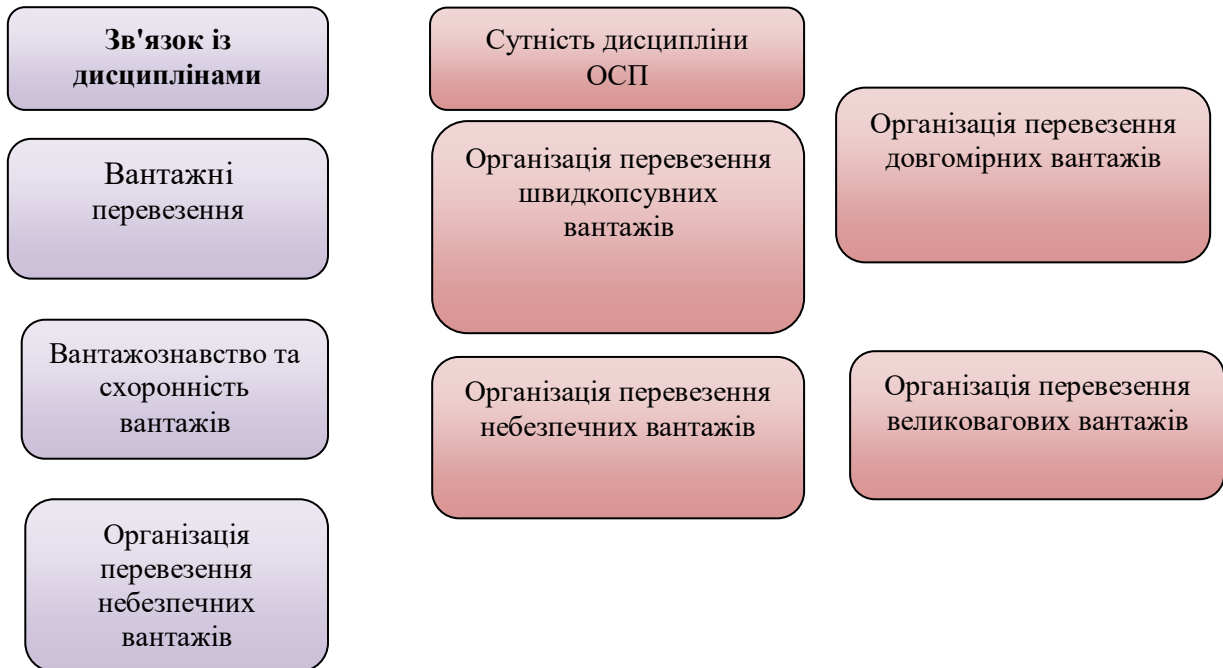 Зв'язок із
дисциплінами
Вантажні
перевезення
Вантажознавство та
схоронність
вантажів
Організація
перевезення
небезпечних
вантажів
Сутність дисципліни
ОСП
Організація перевезення
швидкопсувних
вантажів
Організація перевезення
небезпечних вантажів
Організація перевезення
довгомірних вантажів
Організація перевезення
великовагових вантажів